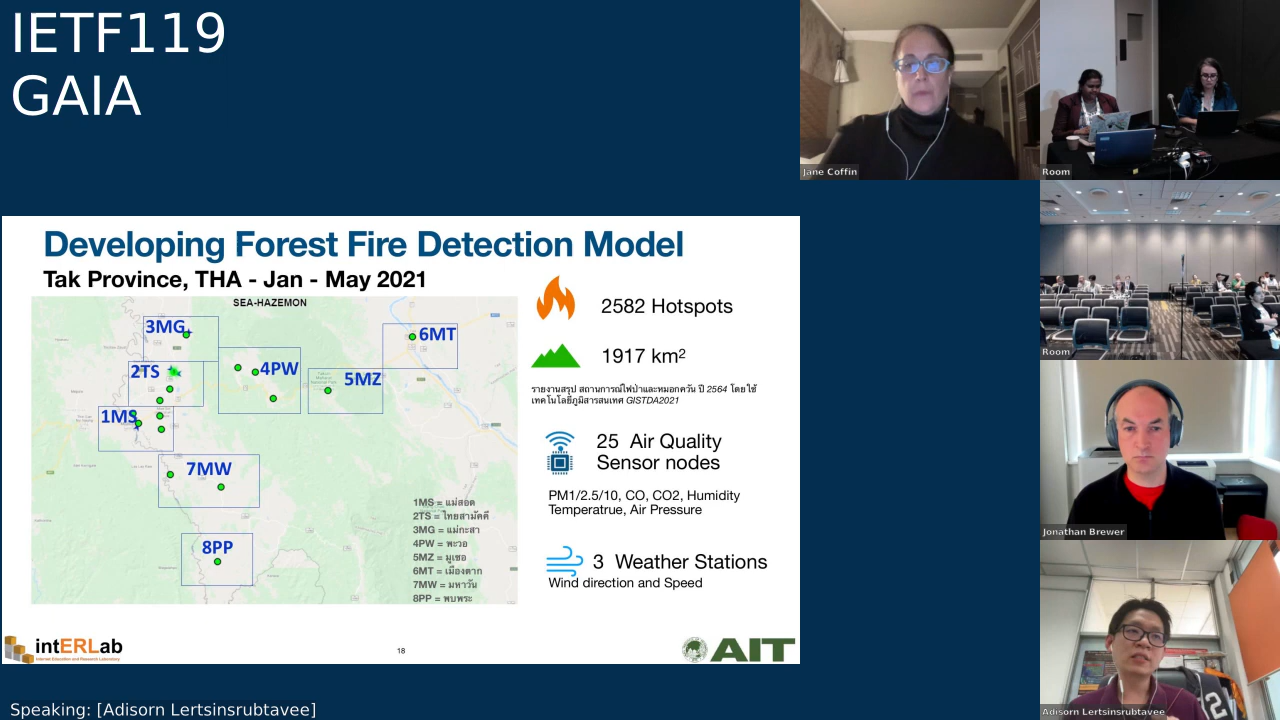 IETF119
GAIA
Jane Coffin
Room
Room
Jonathan Brewer
Adisorn Lertsinsrubtavee
Developing Forest Fire Detection Model
Tak Province, THA - Jan - May 2021
SEA-HAZEMON
3MG
6MT
2TS
4PW
5MZ
1MS
7MW
8PP
1MS = แม่สอด
2TS = ไทยสามัคคี
3MG = แม่กะสา
4PW = พะวอ
5MZ = มูเซอ
6MT = เมืองตาก
7MW = มหาวัน
8PP = พบพระ
2582 Hotspots
1917 km²
รายงานสรุป สถานการณ์ไฟป่าและหมอกควัน ปี 2564 โดยใช้
เทคโนโลยีภูมิสารสนเทศ GISTDA2021
25 Air Quality
Sensor nodes
PM1/2.5/10, CO, CO2, Humidity
Temperatrue, Air Pressure
3 Weather Stations
Wind direction and Speed
intERLab
Internet Education and Research Laboratory
18
AIT
Speaking: [Adisorn Lertsinsrubtavee]